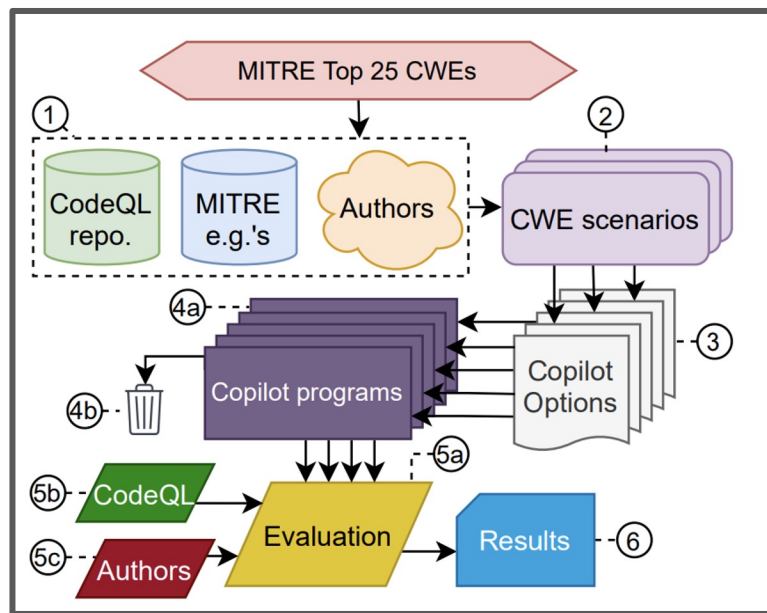 MITRE Top 25 CWEs
1
2
CodeQL
repo.
MITRE
e.g.'s
Authors
CWE scenarios
4a
3
Copilot programs
Copilot
Options
4b
5a
5b
CodeQL
Evaluation
Results
6
5c
Authors